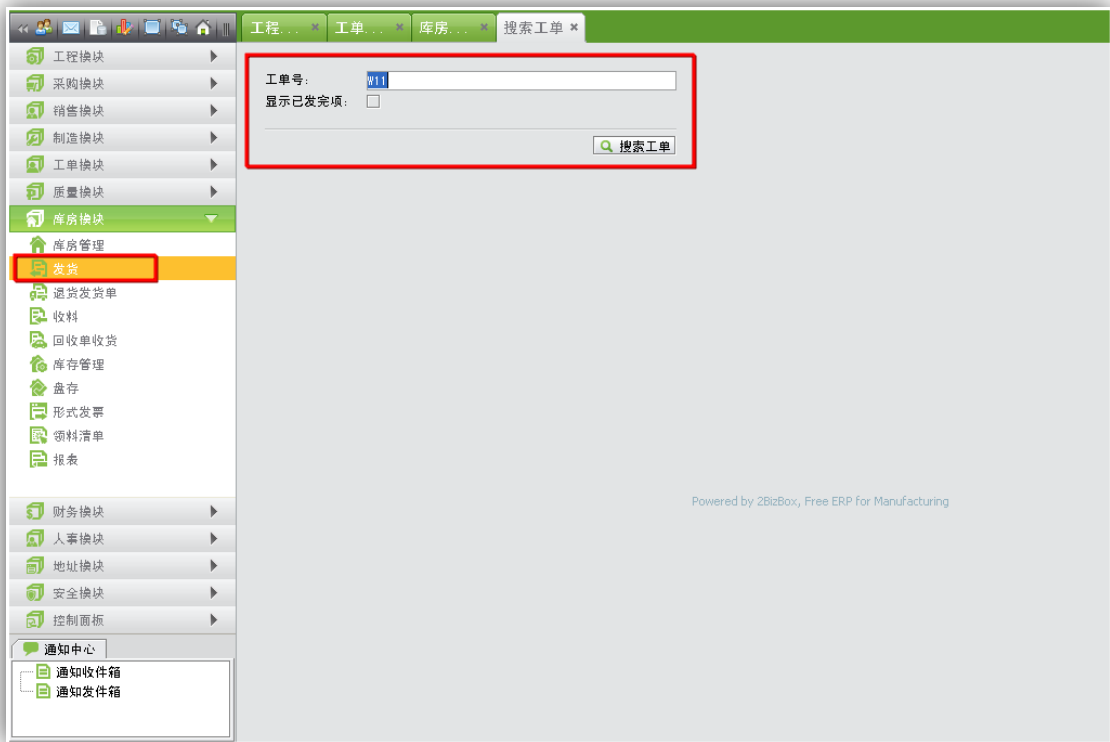 工程... × 工单... × 库房... × 搜索工单 ×
工程模块
采购模块
销售模块
制造模块
工单模块
质量模块
库房模块
库房管理
发货
退货发货单
收料
回收单收货
库存管理
盘存
形式发票
领料清单
报表
财务模块
人事模块
地址模块
安全模块
控制面板
通知中心
通知收件箱
通知发件箱
工单号:
W11
显示已发完项:
搜索工单
Powered by 2BizBox, Free ERP for Manufacturing